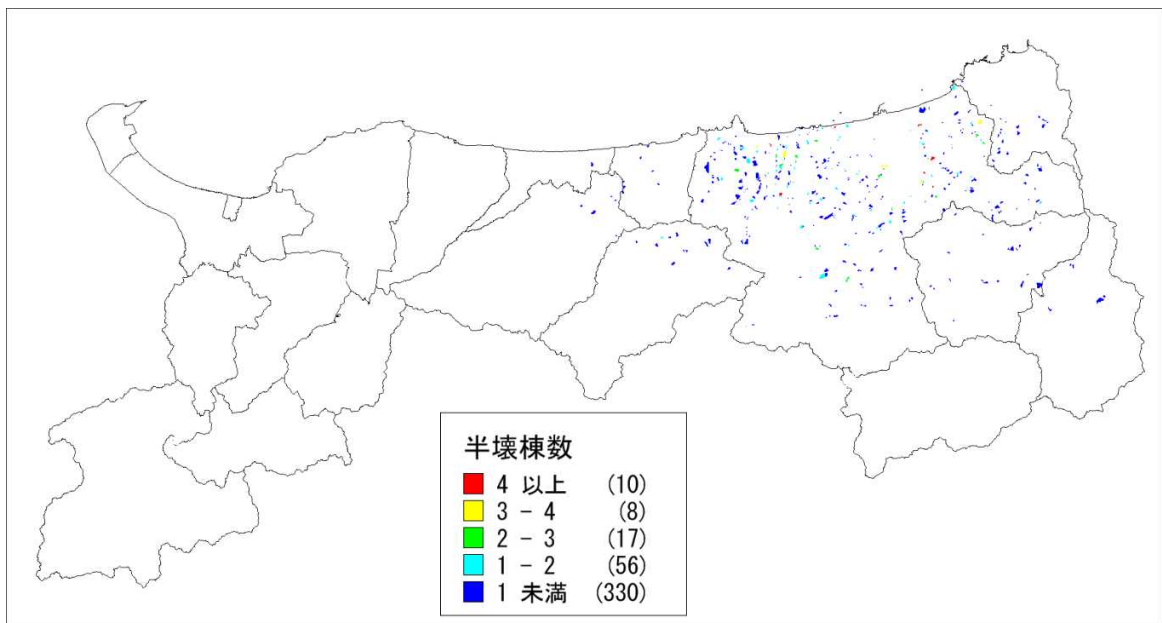 半壊棟数
4 以上 (10)
3 - 4 (8)
2 - 3 (17)
1 - 2 (56)
1 未満 (330)